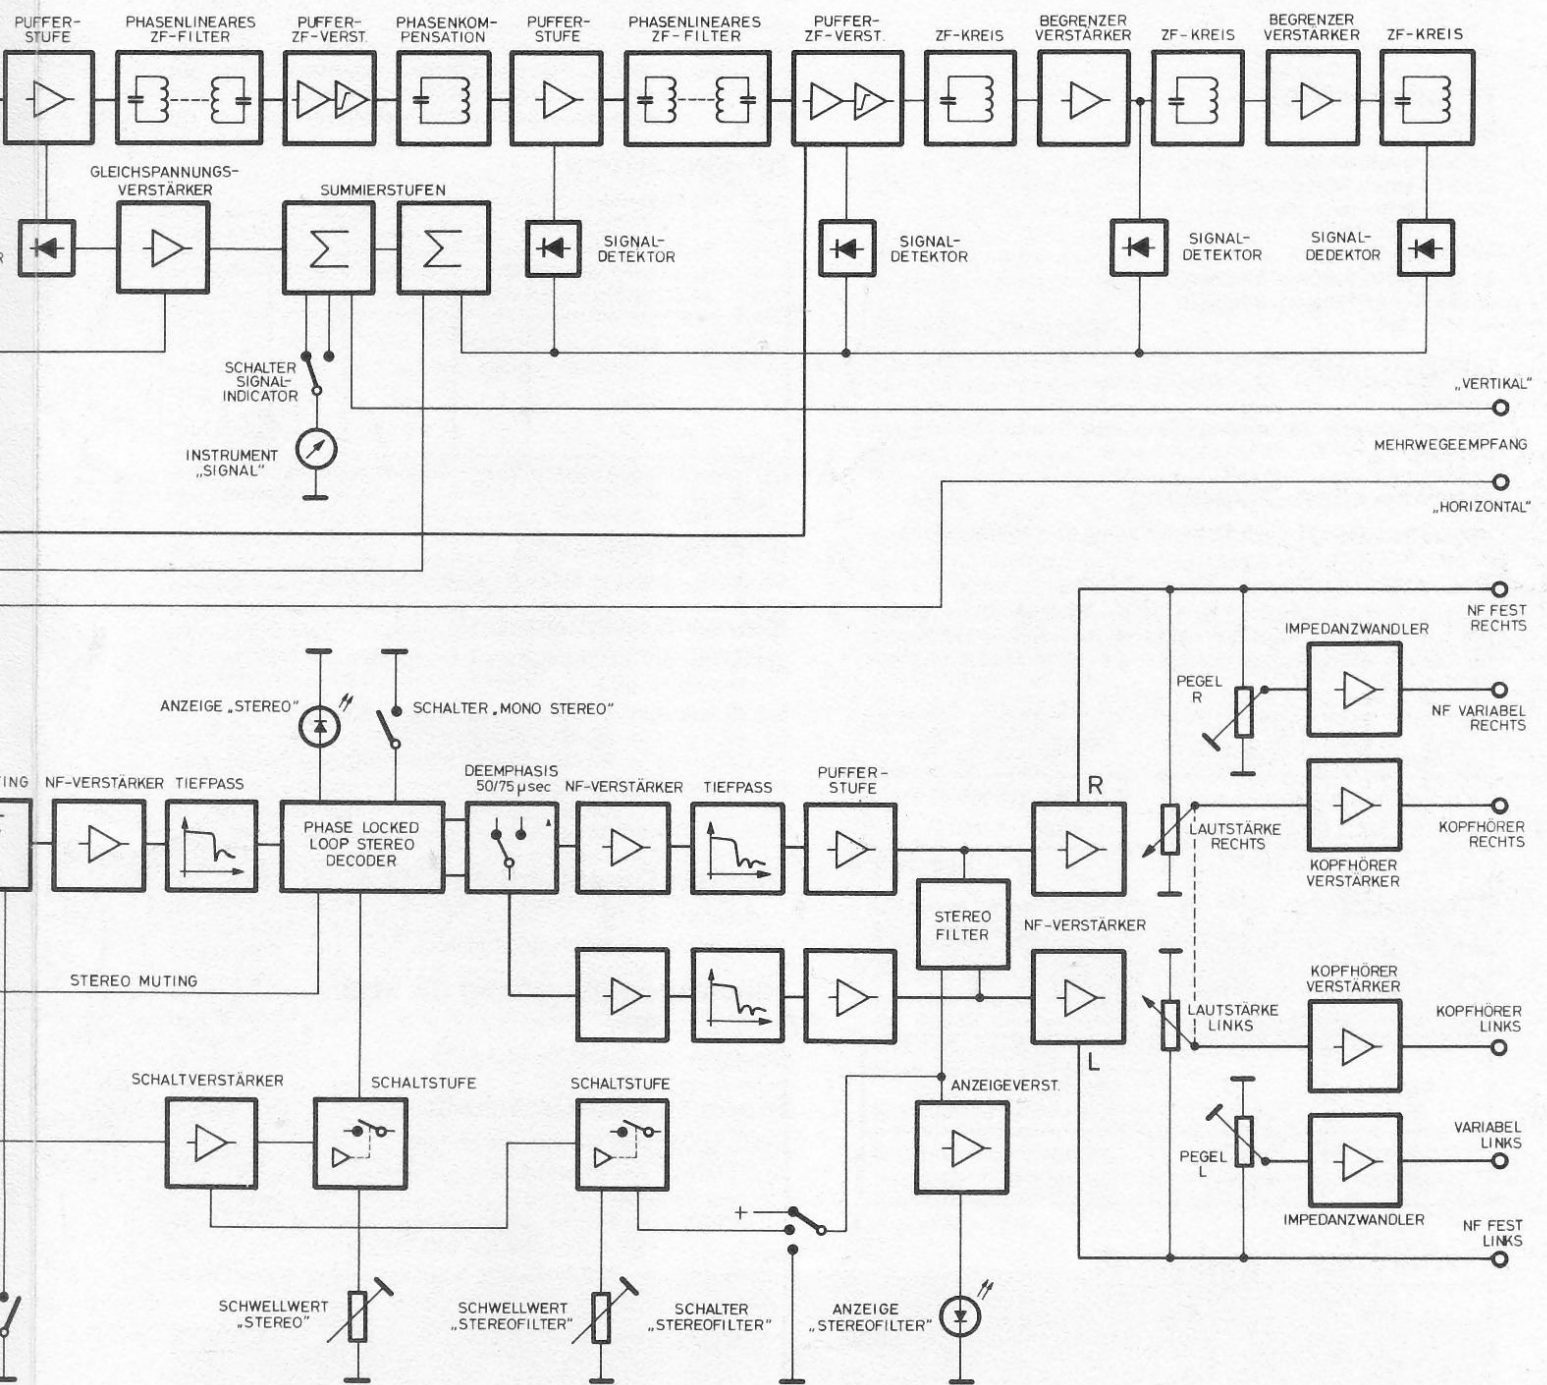 PUFFER-
STUFE
PHASENLINEARES
ZF-FILTER
PUFFER-
ZF-VERST.
PHASENKOM-
PENSATION
PUFFER-
STUFE
PHASENLINEARES
ZF-FILTER
PUFFER-
ZF-VERST.
ZF-KREIS
BEGRENZER
VERSTÄRKER
ZF-KREIS
BEGRENZER
VERSTÄRKER
ZF-KREIS
GLEICHSPANNUNGS-
VERSTÄRKER
SUMMIERSTUFEN
R
SIGNAL-
DETEKTOR
SIGNAL-
DETEKTOR
SIGNAL-
DETEKTOR
SIGNAL-
DEDEKTOR
SCHALTER
SIGNAL-
INDICATOR
INSTRUMENT
„SIGNAL"
„VERTIKAL"
MEHRWEGEEMPFANG
„HORIZONTAL"
NF FEST
RECHTS
IMPEDANZWANDLER
PEGEL
R
NF VARIABEL
RECHTS
ANZEIGE „STEREO"
SCHALTER „MONO STEREO"
TING
NF-VERSTÄRKER
TIEFPASS
PHASE LOCKED
LOOP STEREO
DECODER
DEEMPHASIS
50/75 µsec
NF-VERSTÄRKER
TIEFPASS
PUFFER-
STUFE
R
LAUTSTÄRKE
RECHTS
KOPFHÖRER
RECHTS
KOPFHÖRER
VERSTÄRKER
STEREO
FILTER
NF-VERSTÄRKER
STEREO MUTING
KOPFHÖRER
VERSTÄRKER
LAUTSTÄRKE
LINKS
KOPFHÖRER
LINKS
L
SCHALTVERSTÄRKER
SCHALTSTUFE
SCHALTSTUFE
ANZEIGEVERST.
PEGEL
L
VARIABEL
LINKS
IMPEDANZWANDLER
+
NF FEST
LINKS
SCHWELLWERT
„STEREO"
SCHWELLWERT
„STEREOFILTER"
SCHALTER
„STEREOFILTER"
ANZEIGE
„STEREOFILTER"